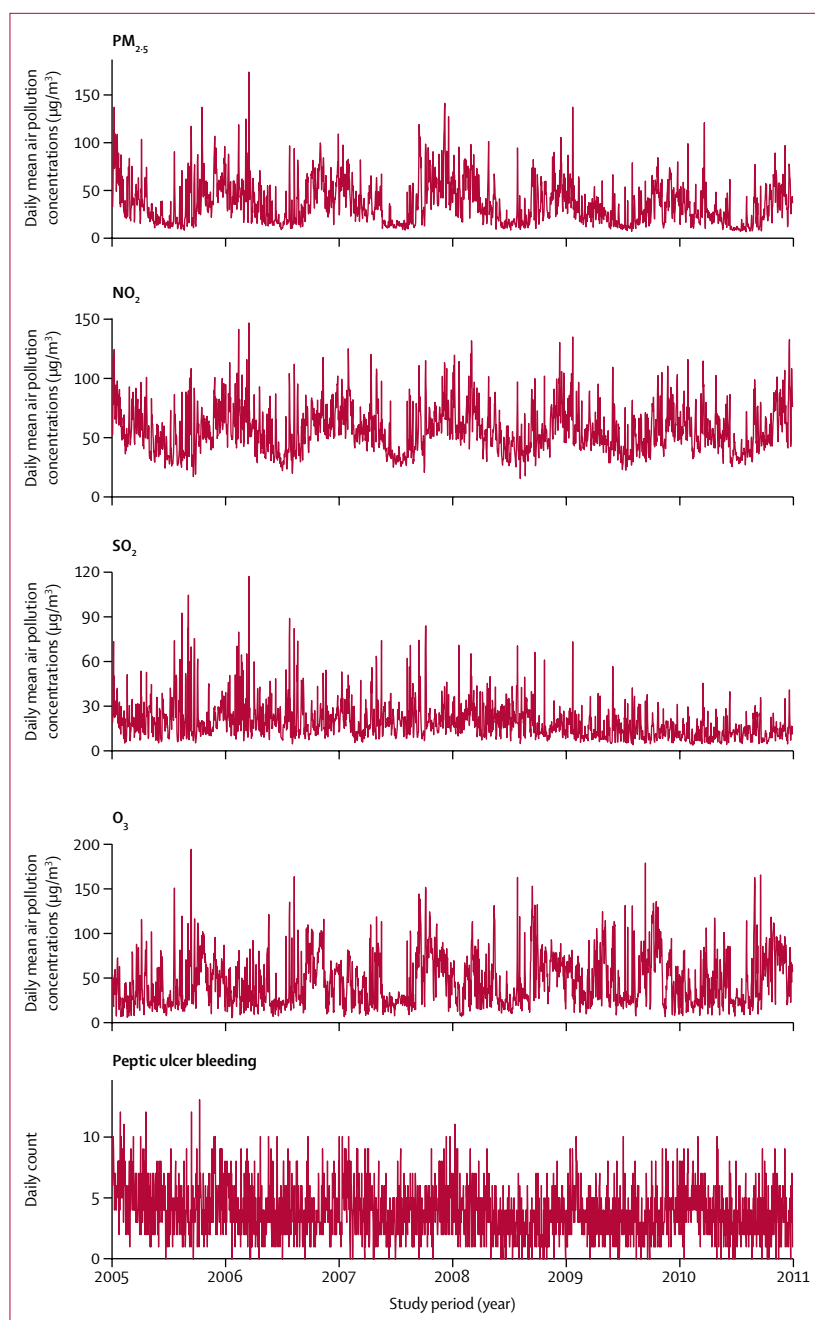 PM2·5
Daily mean air pollution
concentrations (μg/m³)
150
100
50
0
NO2
Daily mean air pollution
concentrations (μg/m³)
150
100
50
0
SO2
Daily mean air pollution
concentrations (μg/m³)
120
90
60
30
0
O3
Daily mean air pollution
concentrations (μg/m³)
200
150
100
50
0
Peptic ulcer bleeding
Daily count
10
5
0
2005 2006 2007 2008 2009 2010 2011
Study period (year)